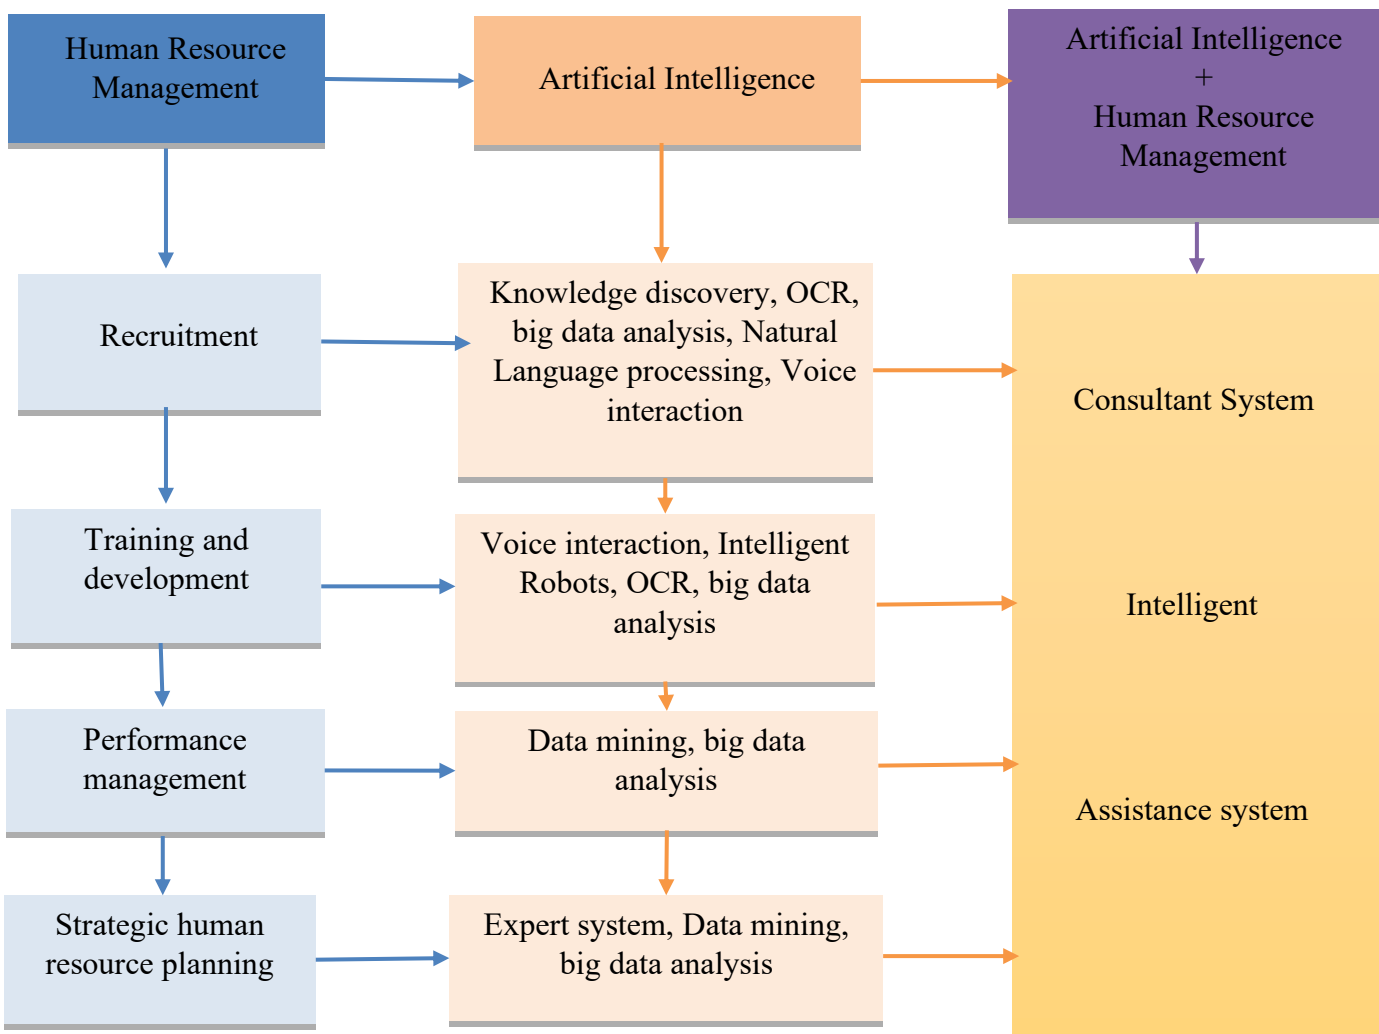 Human Resource
Management
Artificial Intelligence
Artificial Intelligence
+
Human Resource
Management
Recruitment
Knowledge discovery, OCR,
big data analysis, Natural
Language processing, Voice
interaction
Consultant System
Training and
development
Voice interaction, Intelligent
Robots, OCR, big data
analysis
Intelligent
Performance
management
Data mining, big data
analysis
Assistance system
Strategic human
resource planning
Expert system, Data mining,
big data analysis